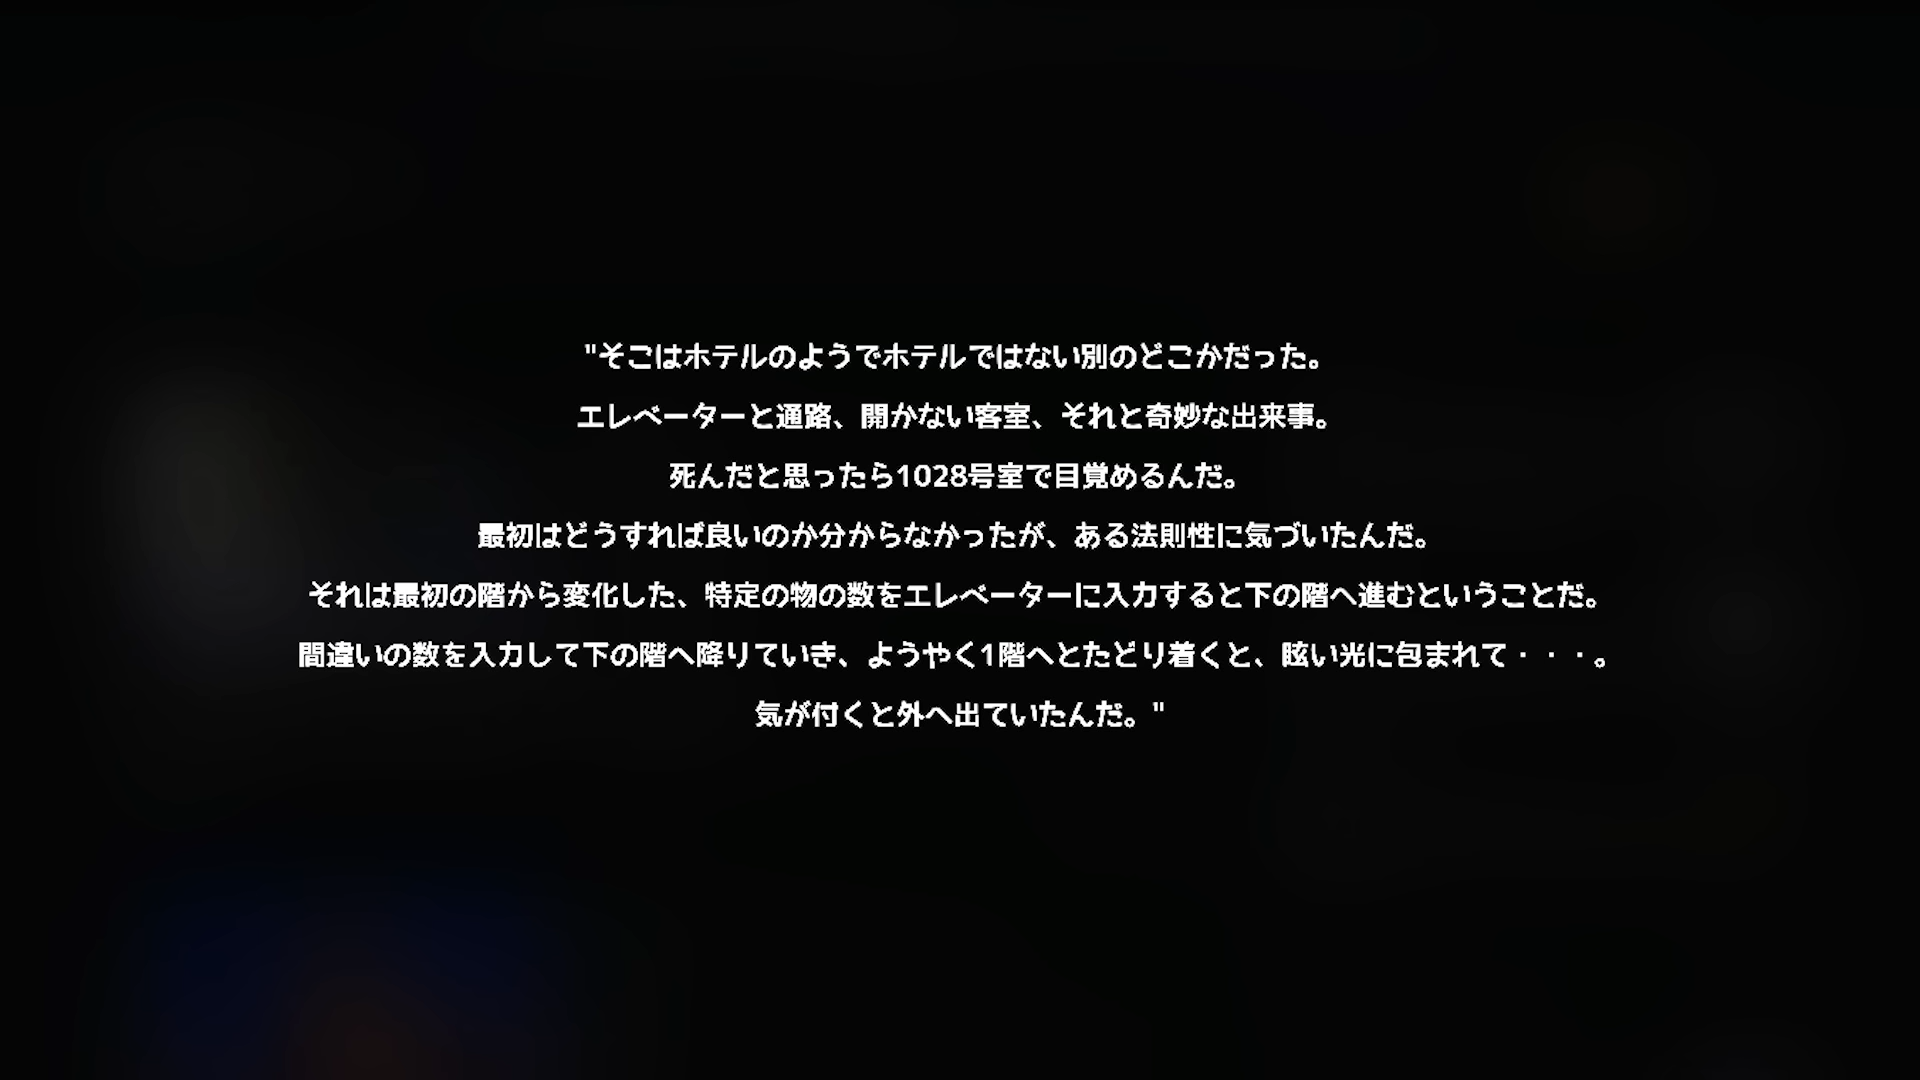 "そこはホテルのようでホテルではない別のどこかだった。
エレベーターと通路、開かない客室、それと奇妙な出来事。
死んだと思ったら1028号室で目覚めるんだ。
最初はどうすれば良いのか分からなかったが、ある法則性に気づいたんだ。
それは最初の階から変化した、特定の物の数をエレベーターに入力すると下の階へ進むということだ。
間違いの数を入力して下の階へ降りていき、ようやく1階へとたどり着くと、眩い光に包まれて・・・。
気が付くと外へ出ていたんだ。"